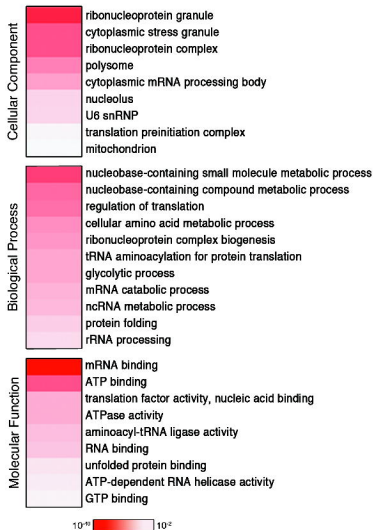 Cellular Component
ribonucleoprotein granule
cytoplasmic stress granule
ribonucleoprotein complex
polysome
cytoplasmic mRNA processing body
nucleolus
U6 snRNP
translation preinitiation complex
mitochondrion
Biological Process
nucleobase-containing small molecule metabolic process
nucleobase-containing compound metabolic process
regulation of translation
cellular amino acid metabolic process
ribonucleoprotein complex biogenesis
tRNA aminoacylation for protein translation
glycolytic process
mRNA catabolic process
ncRNA metabolic process
protein folding
rRNA processing
Molecular Function
mRNA binding
ATP binding
translation factor activity, nucleic acid binding
ATPase activity
aminoacyl-tRNA ligase activity
RNA binding
unfolded protein binding
ATP-dependent RNA helicase activity
GTP binding
10⁻²